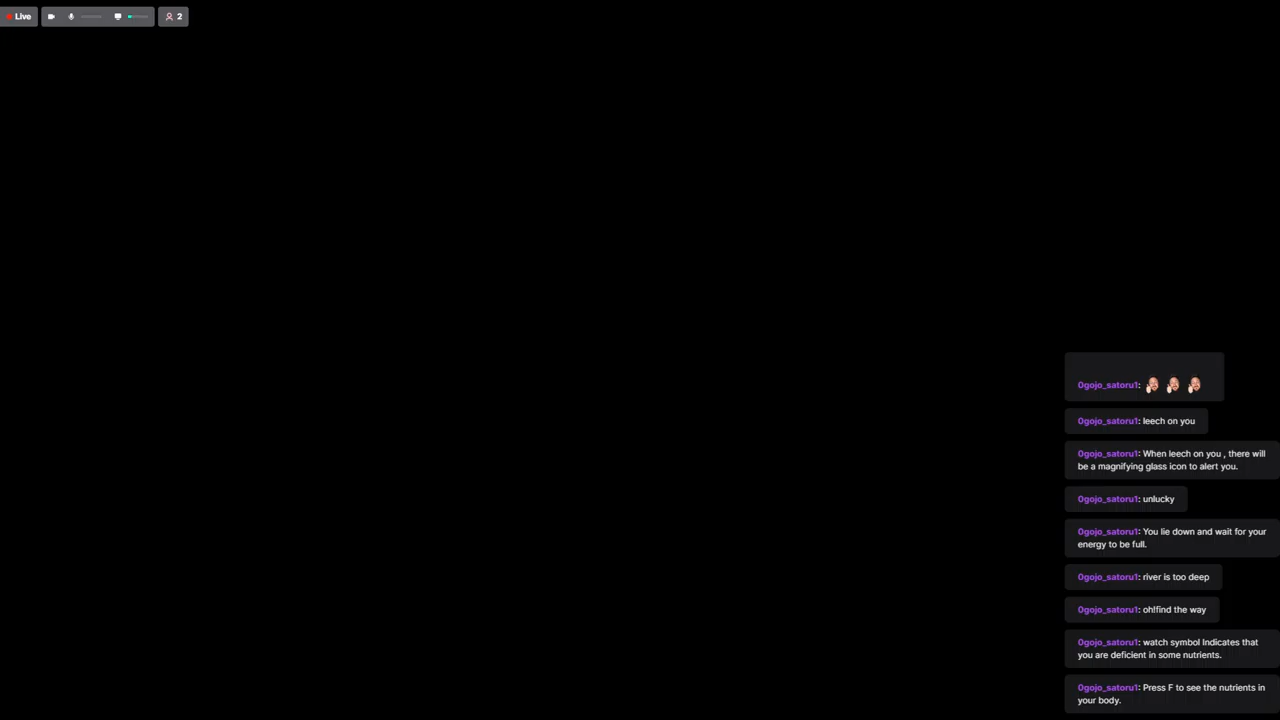 Live
2
0gojo_satoru1:
0gojo_satoru1: leech on you
0gojo_satoru1: When leech on you , there will
be a magnifying glass icon to alert you.
0gojo_satoru1: unlucky
0gojo_satoru1: You lie down and wait for your
energy to be full.
0gojo_satoru1: river is too deep
0gojo_satoru1: oh!find the way
0gojo_satoru1: watch symbol Indicates that
you are deficient in some nutrients.
0gojo_satoru1: Press F to see the nutrients in
your body.